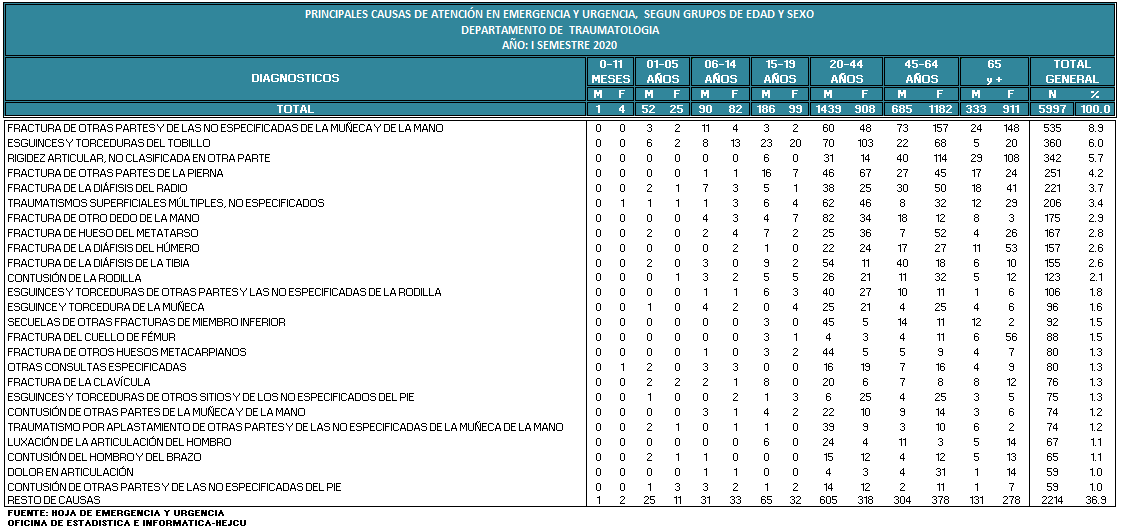 PRINCIPALES CAUSAS DE ATENCIÓN EN EMERGENCIA Y URGENCIA, SEGUN GRUPOS DE EDAD Y SEXO
DEPARTAMENTO DE TRAUMATOLOGIA
AÑO: I SEMESTRE 2020
DIAGNOSTICOS 0-11 MESES 01-05 AÑOS 06-14 AÑOS 15-19 AÑOS 20-44 AÑOS 45-64 AÑOS 65 y + TOTAL GENERAL
M F M F M F M F M F M F M F N %
TOTAL 1 4 52 25 90 82 186 99 1439 908 685 1182 333 911 5997 100.0
FRACTURA DE OTRAS PARTES Y DE LAS NO ESPECIFICADAS DE LA MUÑECA Y DE LA MANO 0 0 3 2 11 4 3 2 60 48 73 157 24 148 535 8.9
ESGUINCES Y TORCEDURAS DEL TOBILLO 0 0 6 2 8 13 23 20 70 103 22 68 5 20 360 6.0
RIGIDEZ ARTICULAR, NO CLASIFICADA EN OTRA PARTE 0 0 0 0 0 0 6 0 31 14 40 114 29 108 342 5.7
FRACTURA DE OTRAS PARTES DE LA PIERNA 0 0 0 0 1 1 16 7 46 67 27 45 17 24 251 4.2
FRACTURA DE LA DIÁFISIS DEL RADIO 0 0 2 1 7 3 5 1 38 25 30 50 18 41 221 3.7
TRAUMATISMOS SUPERFICIALES MÚLTIPLES, NO ESPECIFICADOS 0 1 1 1 1 3 6 4 62 46 8 32 12 29 206 3.4
FRACTURA DE OTRO DEDO DE LA MANO 0 0 0 0 4 3 4 7 82 34 18 12 8 3 175 2.9
FRACTURA DE HUESO DEL METATARSO 0 0 2 0 2 4 7 2 25 36 7 52 4 26 167 2.8
FRACTURA DE LA DIÁFISIS DEL HÚMERO 0 0 0 0 0 2 1 0 22 24 17 27 11 53 157 2.6
FRACTURA DE LA DIÁFISIS DE LA TIBIA 0 0 2 0 3 0 9 2 54 11 40 18 6 10 155 2.6
CONTUSIÓN DE LA RODILLA 0 0 0 1 3 2 5 5 26 21 11 32 5 12 123 2.1
ESGUINCES Y TORCEDURAS DE OTRAS PARTES Y LAS NO ESPECIFICADAS DE LA RODILLA 0 0 0 0 1 1 6 3 40 27 10 11 1 6 106 1.8
ESGUINCE Y TORCEDURA DE LA MUÑECA 0 0 1 0 4 2 0 4 25 21 4 25 4 6 96 1.6
SECUELAS DE OTRAS FRACTURAS DE MIEMBRO INFERIOR 0 0 0 0 0 0 3 0 45 5 14 11 12 2 92 1.5
FRACTURA DEL CUELLO DE FÉMUR 0 0 0 0 0 0 3 1 4 3 4 11 6 56 88 1.5
FRACTURA DE OTROS HUESOS METACARPIANOS 0 0 0 0 1 0 3 2 44 5 5 9 4 7 80 1.3
OTRAS CONSULTAS ESPECIFICADAS 0 1 2 0 3 3 0 0 16 19 7 16 4 9 80 1.3
FRACTURA DE LA CLAVÍCULA 0 0 2 2 2 1 8 0 20 6 7 8 8 12 76 1.3
ESGUINCES Y TORCEDURAS DE OTROS SITIOS Y DE LOS NO ESPECIFICADOS DEL PIE 0 0 1 0 0 2 1 3 6 25 4 25 3 5 75 1.3
CONTUSIÓN DE OTRAS PARTES DE LA MUÑECA Y DE LA MANO 0 0 0 0 3 1 4 2 22 10 9 14 3 6 74 1.2
TRAUMATISMO POR APLASTAMIENTO DE OTRAS PARTES Y DE LAS NO ESPECIFICADAS DE LA MUÑECA DE LA MANO 0 0 2 1 0 1 1 0 39 9 3 10 6 2 74 1.2
LUXACIÓN DE LA ARTICULACIÓN DEL HOMBRO 0 0 0 0 0 0 6 0 24 4 11 3 5 14 67 1.1
CONTUSIÓN DEL HOMBRO Y DEL BRAZO 0 0 2 1 1 0 0 0 15 12 4 12 5 13 65 1.1
DOLOR EN ARTICULACIÓN 0 0 0 0 1 1 0 0 4 3 4 31 1 14 59 1.0
CONTUSIÓN DE OTRAS PARTES Y DE LAS NO ESPECIFICADAS DEL PIE 0 0 1 3 3 2 1 2 14 12 2 11 1 7 59 1.0
RESTO DE CAUSAS 1 2 25 11 31 33 65 32 605 318 304 378 131 278 2214 36.9
FUENTE: HOJA DE EMERGENCIA Y URGENCIA
OFICINA DE ESTADISTICA E INFORMATICA-HEJCU